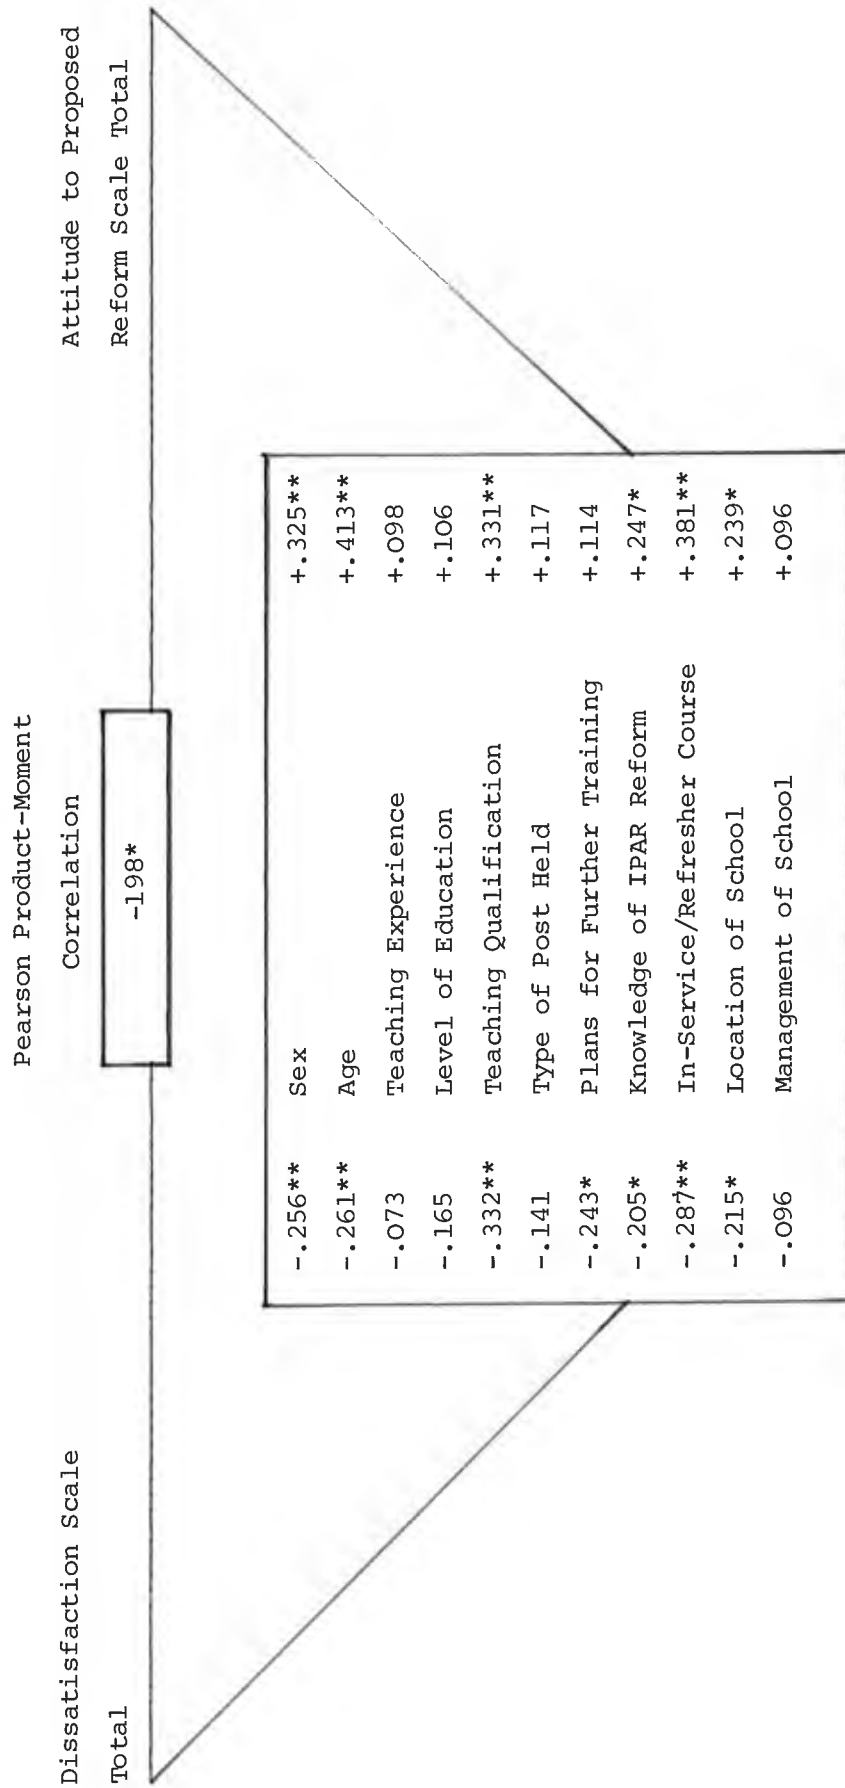 Pearson Product-Moment
Dissatisfaction Scale Correlation Attitude to Proposed
Total -198* Reform Scale Total
-.256** Sex +.325**
-.261** Age +.413**
-.073 Teaching Experience +.098
-.165 Level of Education +.106
-.332** Teaching Qualification +.331**
-.141 Type of Post Held +.117
-.243* Plans for Further Training +.114
-.205* Knowledge of IPAR Reform +.247*
-.287** In-Service/Refresher Course +.381**
-.215* Location of School +.239*
-.096 Management of School +.096